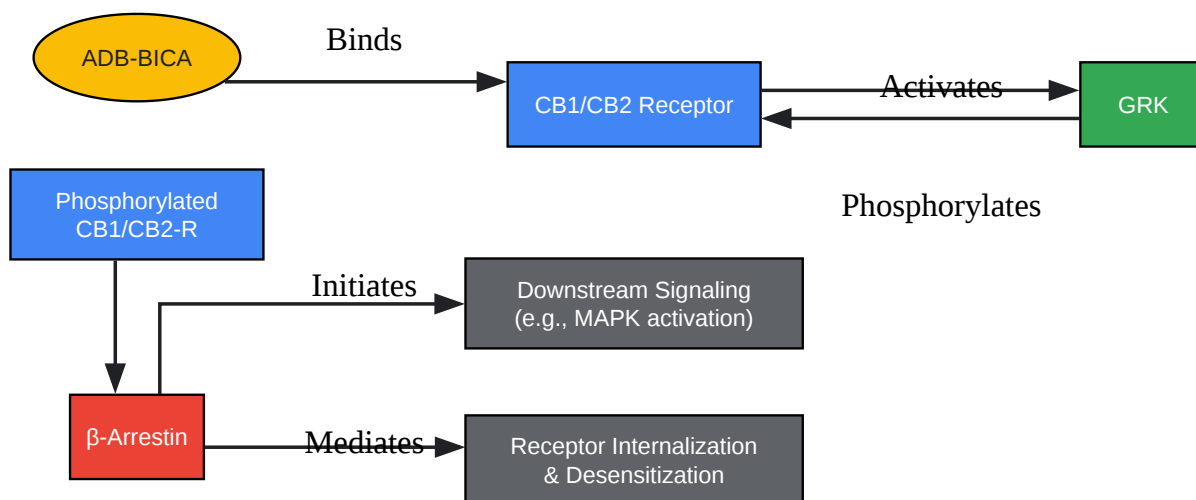 ADB-BICA
Binds
CB1/CB2 Receptor
Activates
GRK
Phosphorylates
Phosphorylated
CB1/CB2-R
Initiates
Downstream Signaling
(e.g., MAPK activation)
β-Arrestin
Mediates
Receptor Internalization
& Desensitization